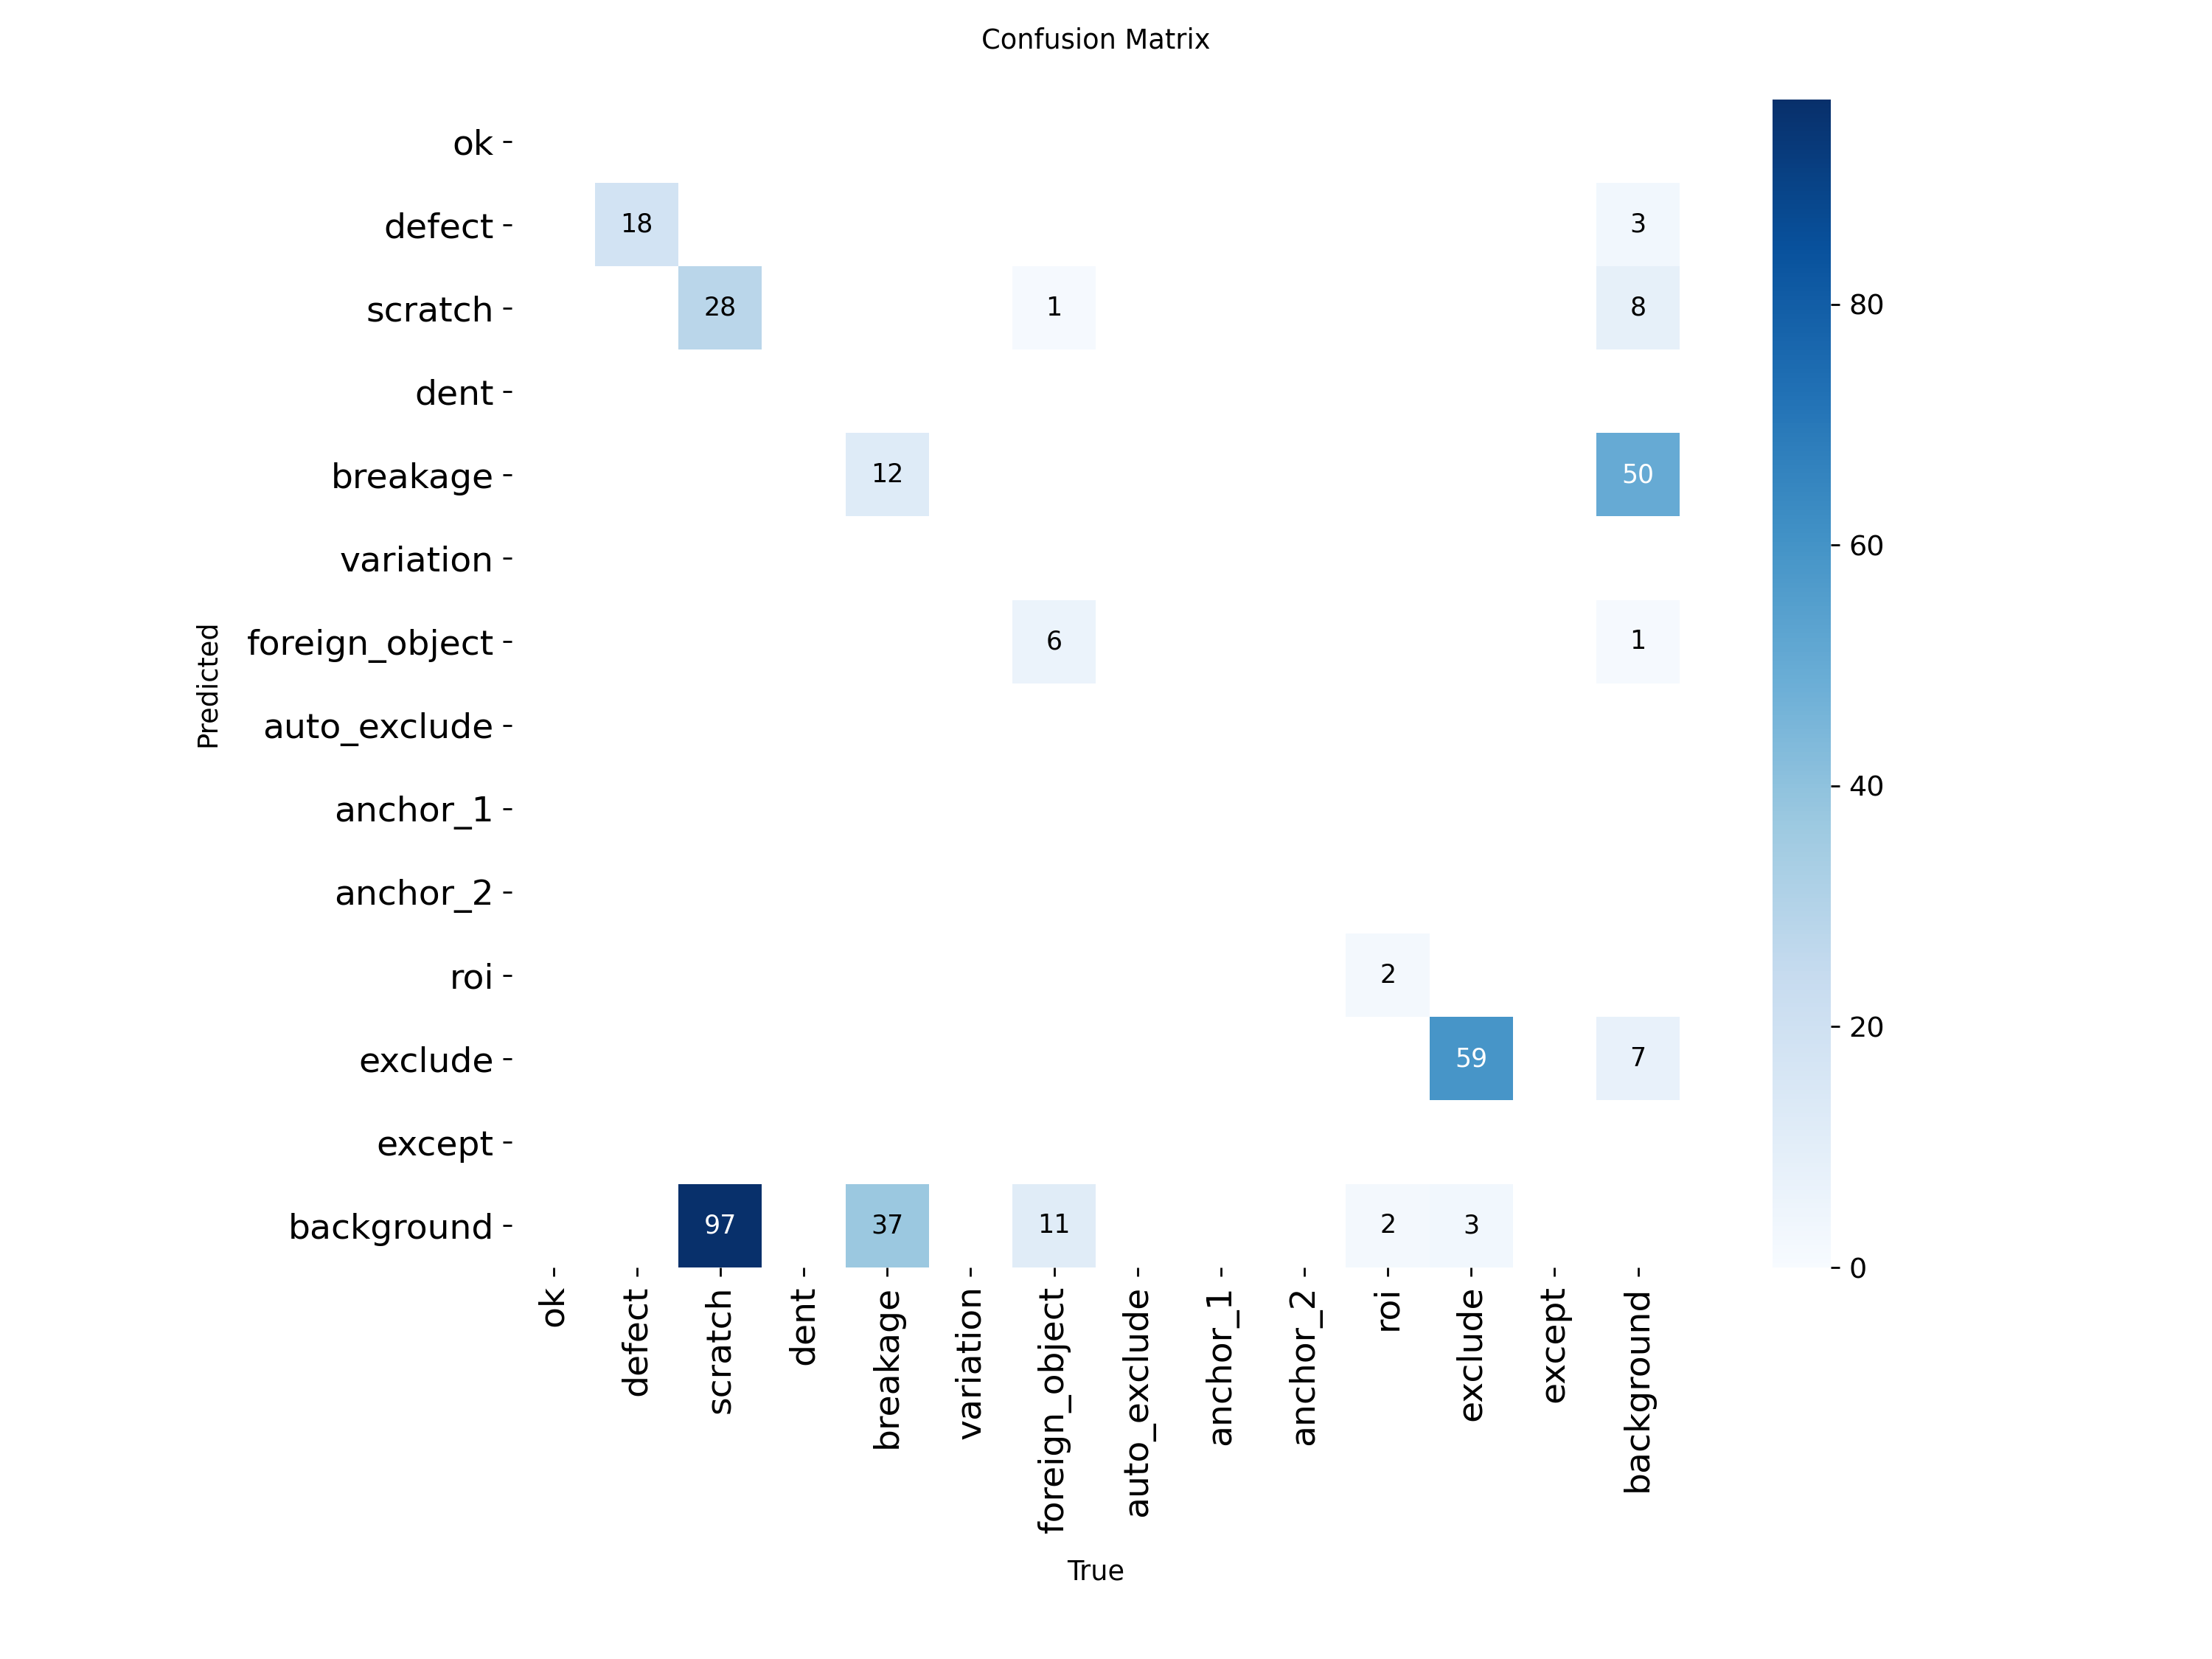 Confusion Matrix
ok
defect 18 3
scratch 28 1 8
dent
breakage 12 50
variation
foreign_object 6 1
auto_exclude
anchor_1
anchor_2
roi 2
exclude 59 7
except
background 97 37 11 2 3
Predicted
ok
defect
scratch
dent
breakage
variation
foreign_object
auto_exclude
anchor_1
anchor_2
roi
exclude
except
background
True
80
60
40
20
0